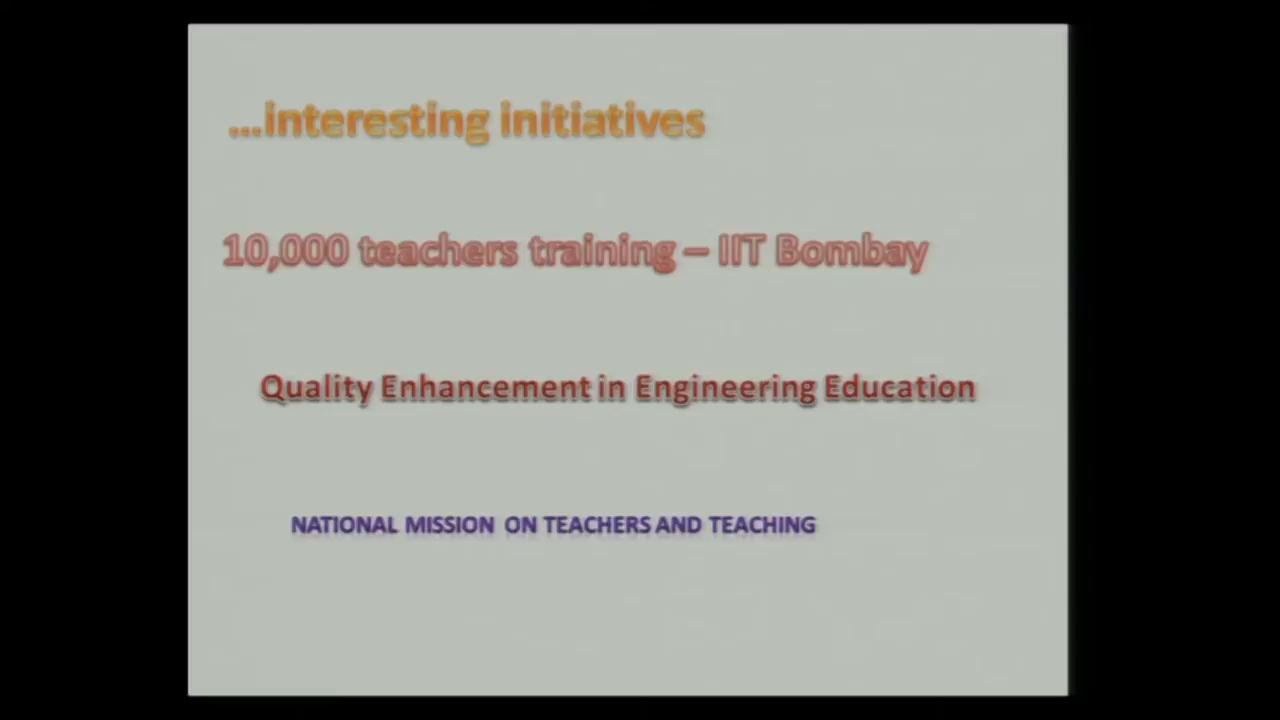 ...interesting initiatives
10,000 teachers training – IIT Bombay
Quality Enhancement in Engineering Education
NATIONAL MISSION ON TEACHERS AND TEACHING